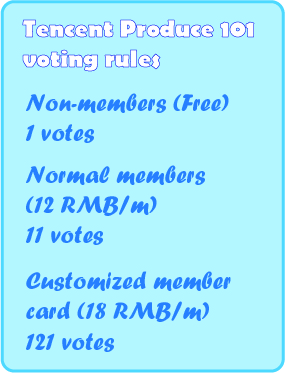 Tencent Produce 101
voting rules
Non-members (Free)
1 votes
Normal members
(12 RMB/m)
11 votes
Customized member
card (18 RMB/m)
121 votes